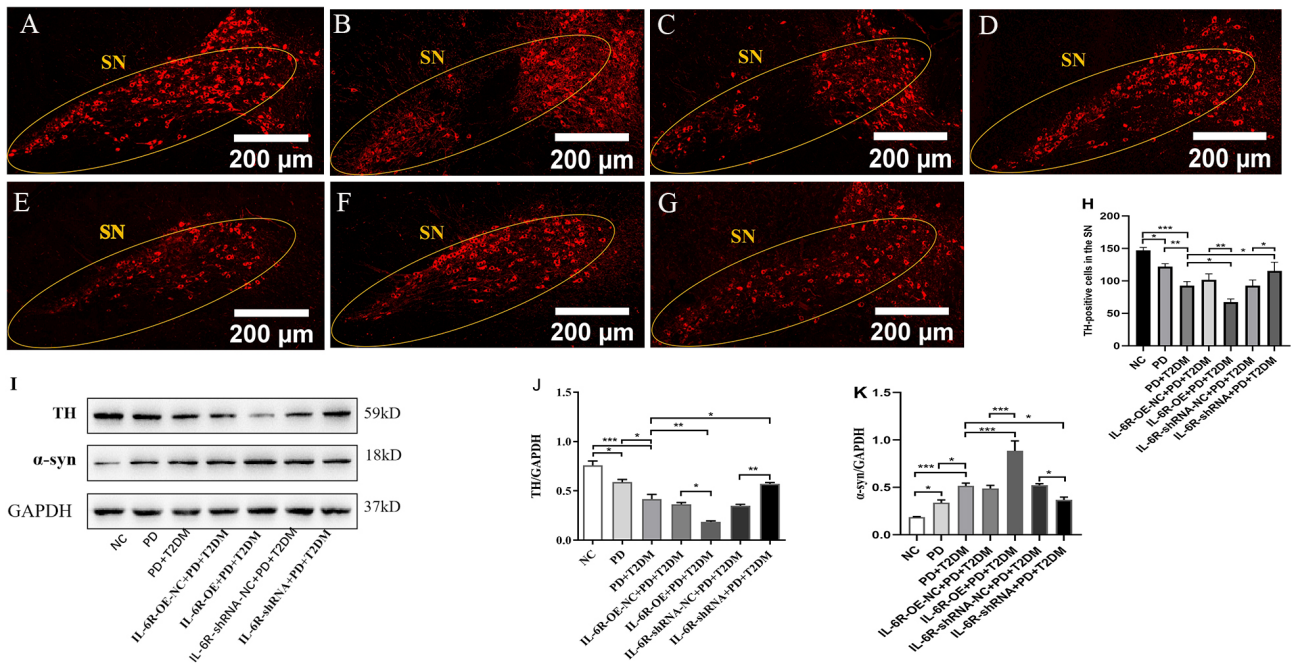 A
SN
200 µm
B
SN
200 µm
C
SN
200 µm
D
SN
200 µm
E
SN
200 µm
F
SN
200 µm
G
SN
200 µm
H
TH-positive cells in the SN
200
150
100
50
0
***
*
**
**
*
*
*
NC
PD
PD+T2DM
IL-6R-OE-NC+PD+T2DM
IL-6R-OE+PD+T2DM
IL-6R-shRNA-NC+PD+T2DM
IL-6R-shRNA+PD+T2DM
I
TH
59kD
α-syn
18kD
GAPDH
37kD
NC
PD
PD+T2DM
IL-6R-OE-NC+PD+T2DM
IL-6R-OE+PD+T2DM
IL-6R-shRNA-NC+PD+T2DM
IL-6R-shRNA+PD+T2DM
J
TH/GAPDH
1.5
1.0
0.5
0.0
*
**
***
*
*
**
*
NC
PD
PD+T2DM
IL-6R-OE-NC+PD+T2DM
IL-6R-OE+PD+T2DM
IL-6R-shRNA-NC+PD+T2DM
IL-6R-shRNA+PD+T2DM
K
α-syn/GAPDH
1.5
1.0
0.5
0.0
***
*
***
*
***
*
*
NC
PD
PD+T2DM
IL-6R-OE-NC+PD+T2DM
IL-6R-OE+PD+T2DM
IL-6R-shRNA-NC+PD+T2DM
IL-6R-shRNA+PD+T2DM